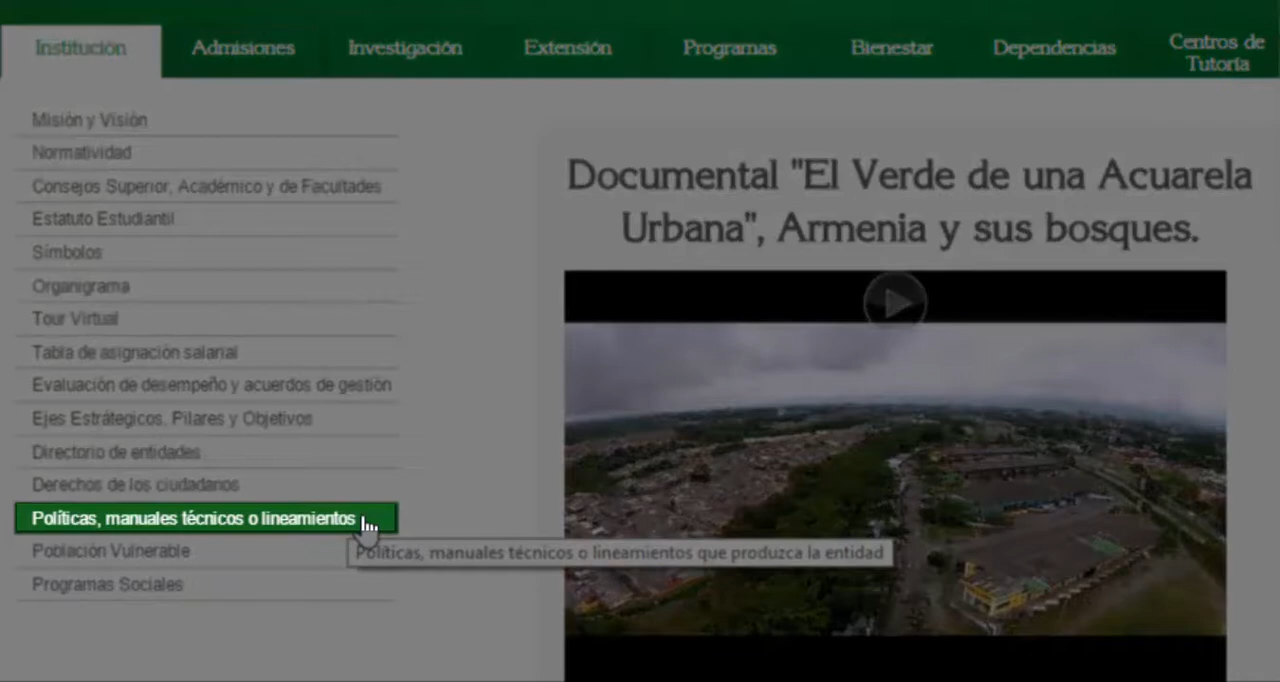 Institución
Admisiones
Investigación
Extensión
Programas
Bienestar
Dependencias
Centros de
Tutoría
Misión y Visión
Normatividad
Consejos Superior, Académico y de Facultades
Estatuto Estudiantil
Símbolos
Organigrama
Tour Virtual
Tabla de asignación salarial
Evaluación de desempeño y acuerdos de gestión
Ejes Estrátegicos, Pilares y Objetivos
Directorio de entidades
Derechos de los ciudadanos
Políticas, manuales técnicos o lineamientos
Población Vulnerable
Programas Sociales
Políticas, manuales técnicos o lineamientos que produzca la entidad
Documental "El Verde de una Acuarela
Urbana", Armenia y sus bosques.